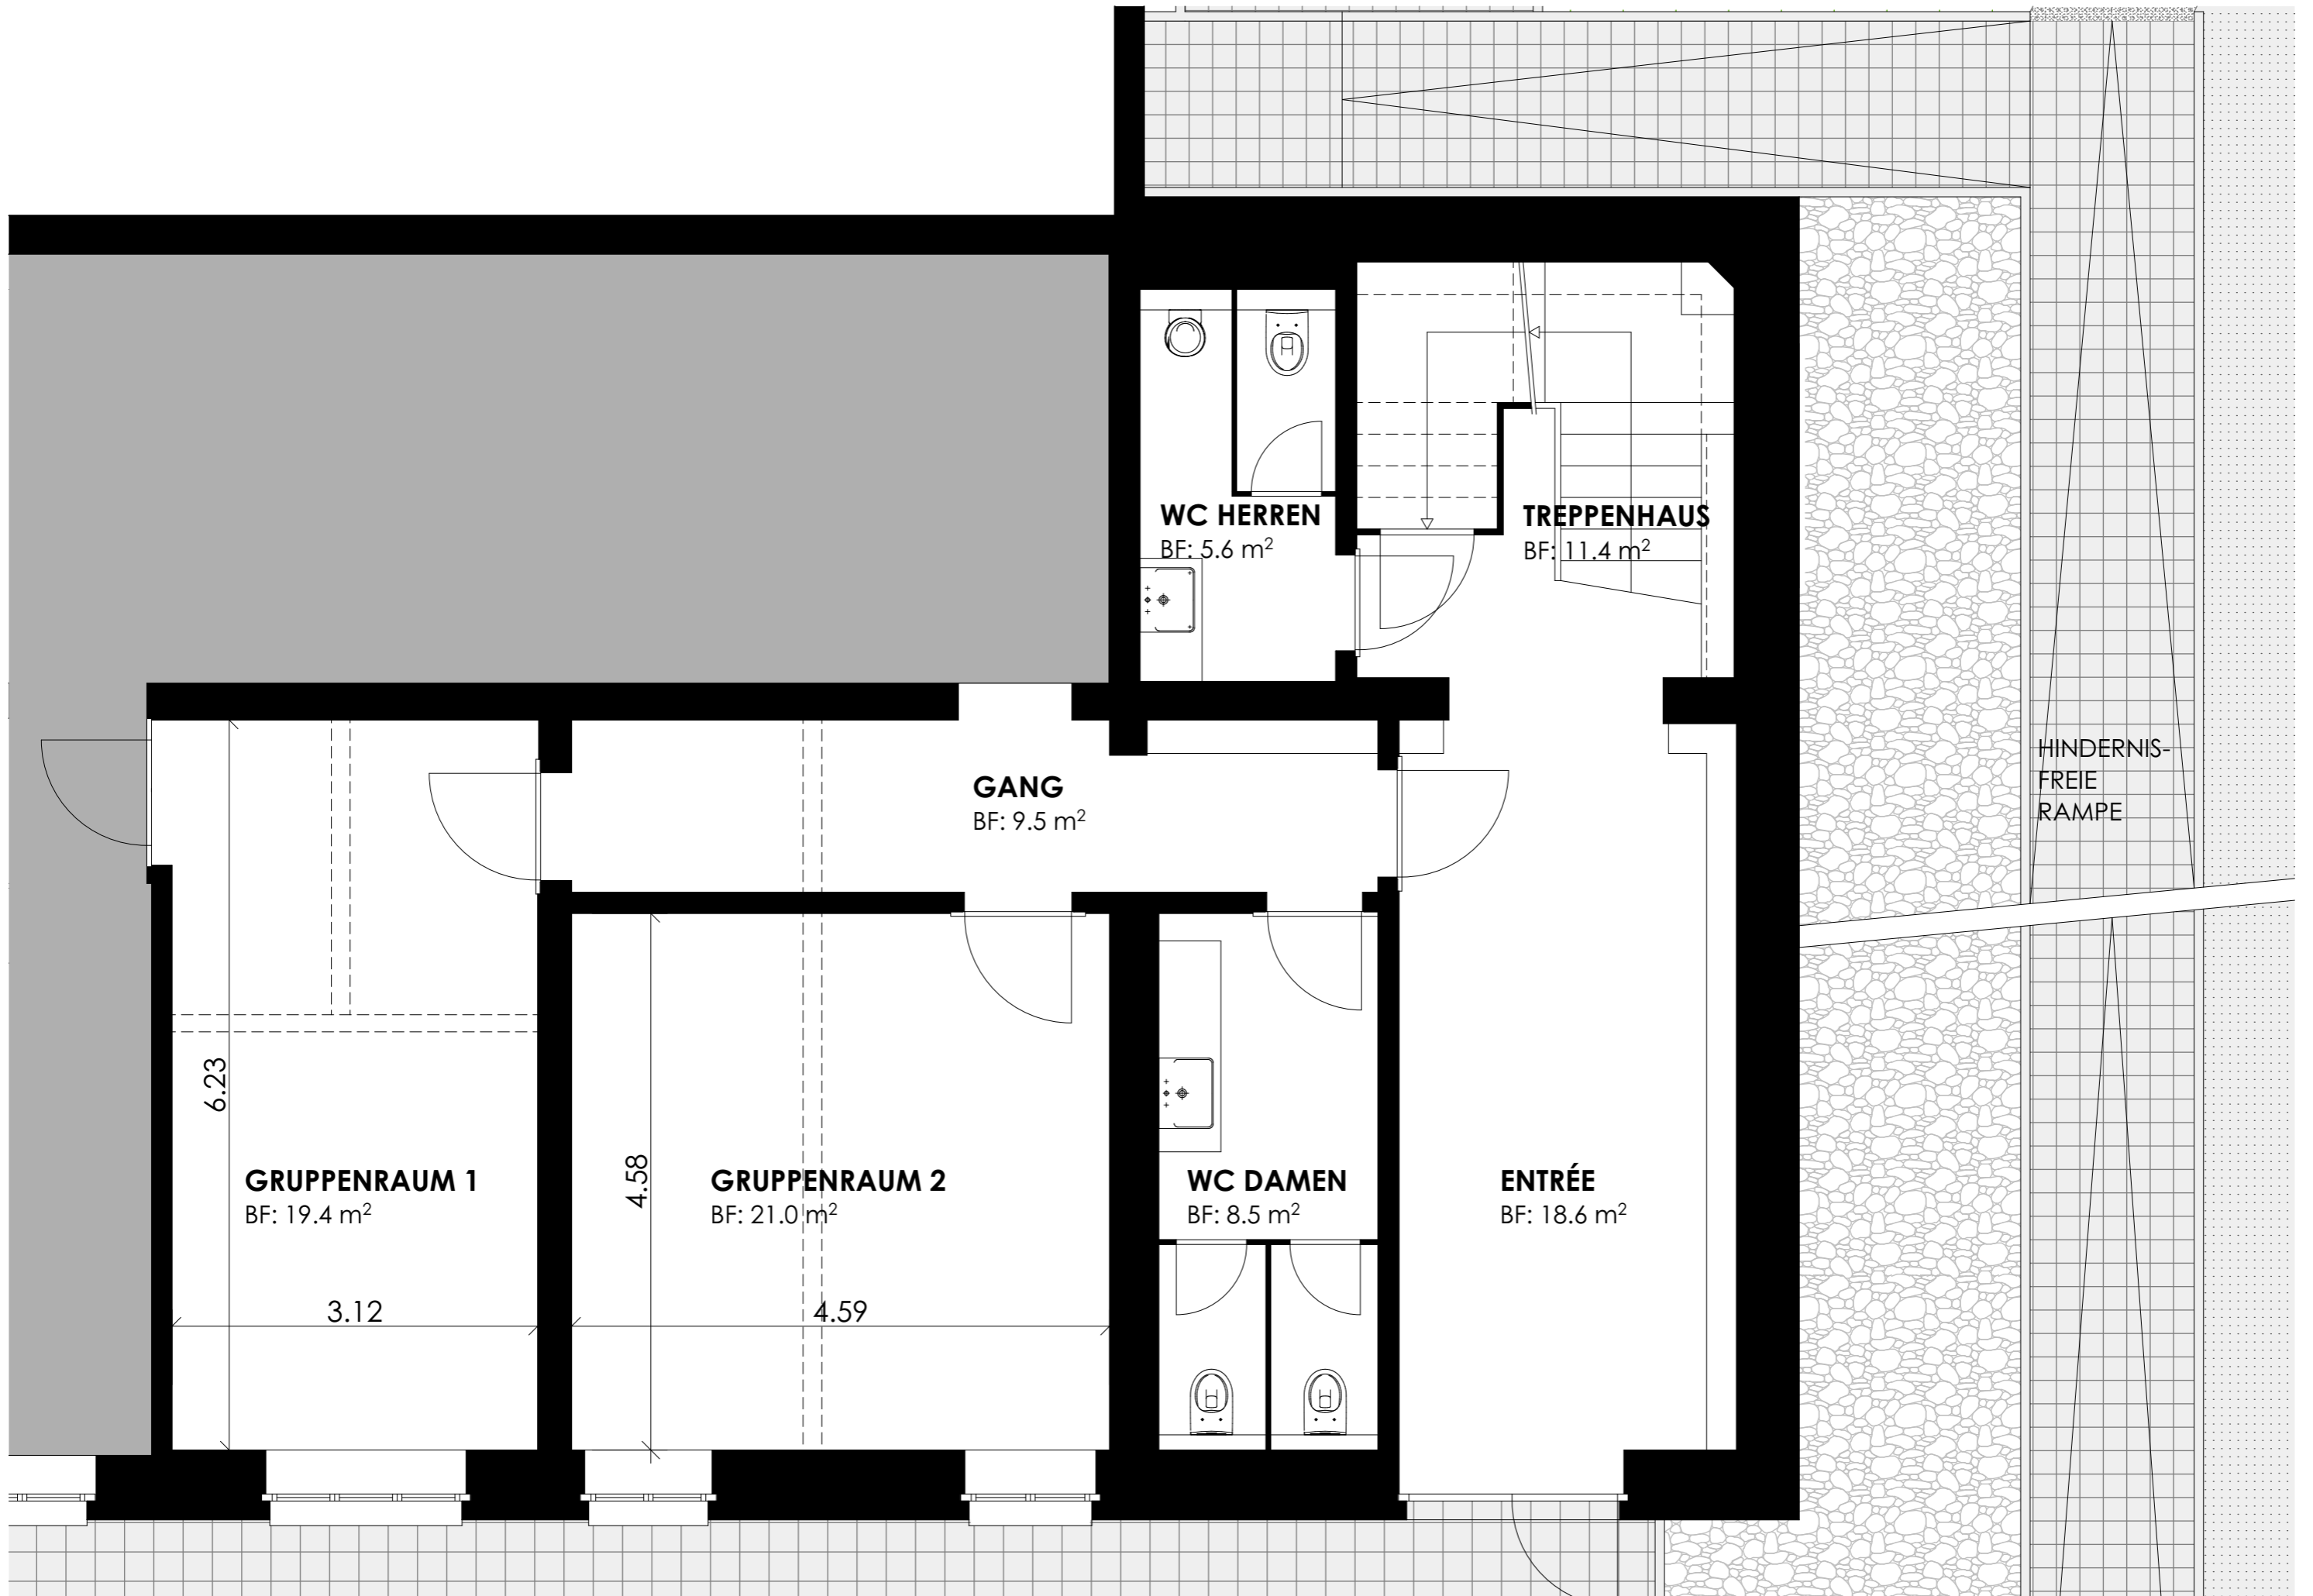 WC HERREN
BF: 5.6 m²
TREPPENHAUS
BF: 11.4 m²
HINDERNIS-
FREIE
RAMPE
GANG
BF: 9.5 m²
6.23
GRUPPENRAUM 1
BF: 19.4 m²
3.12
4.58
GRUPPENRAUM 2
BF: 21.0 m²
4.59
WC DAMEN
BF: 8.5 m²
ENTRÉE
BF: 18.6 m²